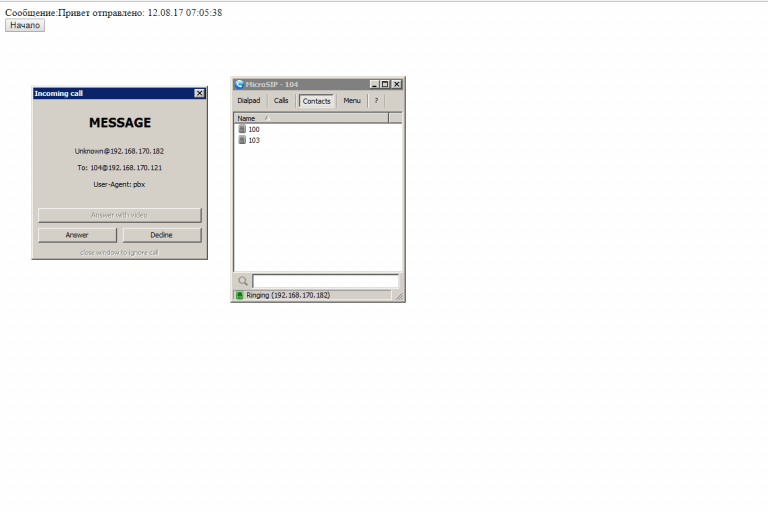 Сообщение:Привет отправлено: 12.08.17 07:05:38
Начало
Incoming call
MESSAGE
Unknown@192.168.170.182
To: 104@192.168.170.121
User-Agent: pbx
Answer with video
Answer
Decline
close window to ignore call
MicroSIP - 104
Dialpad Calls Contacts Menu ?
Name
100
103
Ringing (192.168.170.182)